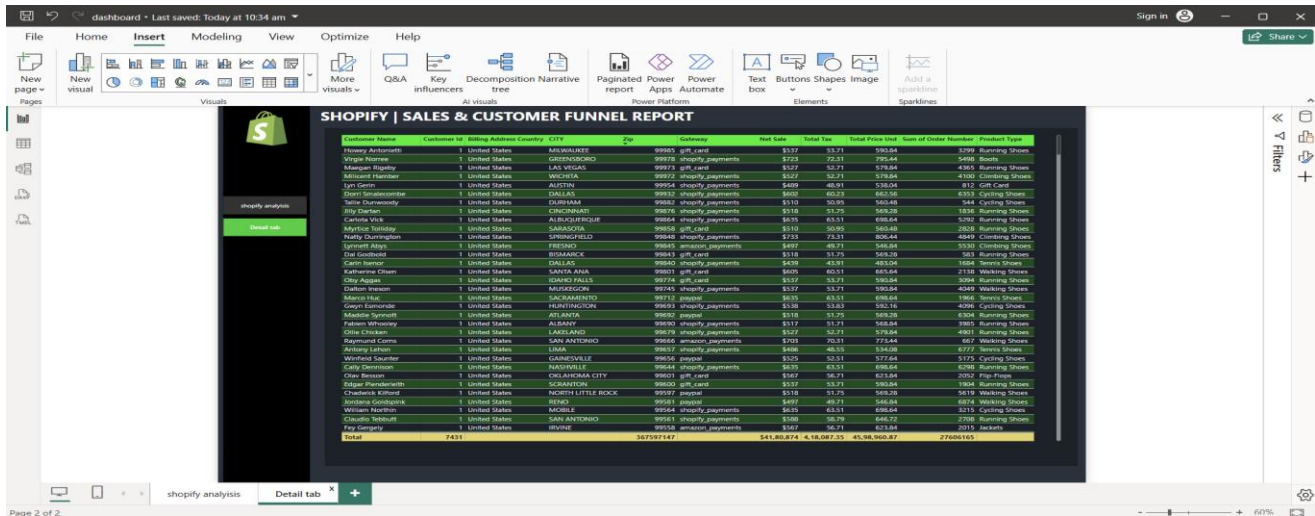 dashboard • Last saved: Today at 10:34 am
Sign in
File Home Insert Modeling View Optimize Help
Share
New page
New visual
More visuals
Q&A
Key influencers
Decomposition tree
Narrative
Paginated report
Power Apps
Power Automate
Text box
Buttons
Shapes
Image
Add a sparkline
Pages Visuals AI visuals Power Platform Elements Sparklines
SHOPIFY | SALES & CUSTOMER FUNNEL REPORT
Filters
shopify analyisis
Detail tab
Customer Name Customer Id Billing Address Country CITY Zip Gateway Net Sale Total Tax Total Price Usd Sum of Order Number Product Type
Howey Antonietti 1 United States MILWAUKEE 99985 gift_card $537 53.71 590.84 3299 Running Shoes
Virgie Norree 1 United States GREENSBORO 99978 shopify_payments $723 72.31 795.44 5498 Boots
Maegan Rigeby 1 United States LAS VEGAS 99973 gift_card $527 52.71 579.84 4365 Running Shoes
Milicent Hamber 1 United States WICHITA 99972 shopify_payments $527 52.71 579.84 4100 Climbing Shoes
Lyn Gerin 1 United States AUSTIN 99954 shopify_payments $489 48.91 538.04 812 Gift Card
Dorri Smalecombe 1 United States DALLAS 99932 shopify_payments $602 60.23 662.56 6353 Cycling Shoes
Tallie Dunwoody 1 United States DURHAM 99882 shopify_payments $510 50.95 560.48 544 Cycling Shoes
Jilly Dartan 1 United States CINCINNATI 99876 shopify_payments $518 51.75 569.28 1836 Running Shoes
Carlota Vick 1 United States ALBUQUERQUE 99864 shopify_payments $635 63.51 698.64 5292 Running Shoes
Myrtice Tolliday 1 United States SARASOTA 99858 gift_card $510 50.95 560.48 2828 Running Shoes
Natty Durrington 1 United States SPRINGFIELD 99848 shopify_payments $733 73.31 806.44 4849 Climbing Shoes
Lynnett Abys 1 United States FRESNO 99845 amazon_payments $497 49.71 546.84 5530 Climbing Shoes
Dal Godbold 1 United States BISMARCK 99843 gift_card $518 51.75 569.28 583 Running Shoes
Carin Isenor 1 United States DALLAS 99840 shopify_payments $439 43.91 483.04 1684 Tennis Shoes
Katherine Olsen 1 United States SANTA ANA 99801 gift_card $605 60.51 665.64 2138 Walking Shoes
Oby Aggas 1 United States IDAHO FALLS 99774 gift_card $537 53.71 590.84 3094 Running Shoes
Dalton Ineson 1 United States MUSKEGON 99745 shopify_payments $537 53.71 590.84 4049 Walking Shoes
Marco Huc 1 United States SACRAMENTO 99712 paypal $635 63.51 698.64 1966 Tennis Shoes
Gwyn Esmonde 1 United States HUNTINGTON 99693 shopify_payments $538 53.83 592.16 4096 Cycling Shoes
Maddie Synnott 1 United States ATLANTA 99692 paypal $518 51.75 569.28 6304 Running Shoes
Fabien Whooley 1 United States ALBANY 99690 shopify_payments $517 51.71 568.84 3985 Running Shoes
Ollie Chicken 1 United States LAKELAND 99679 shopify_payments $527 52.71 579.84 4901 Running Shoes
Raymund Corns 1 United States SAN ANTONIO 99666 amazon_payments $703 70.31 773.44 667 Walking Shoes
Antony Lehon 1 United States LIMA 99657 shopify_payments $486 48.55 534.08 6777 Tennis Shoes
Winfield Saunter 1 United States GAINESVILLE 99656 paypal $525 52.51 577.64 5175 Cycling Shoes
Cally Dennison 1 United States NASHVILLE 99644 shopify_payments $635 63.51 698.64 6298 Running Shoes
Olav Besson 1 United States OKLAHOMA CITY 99601 gift_card $567 56.71 623.84 2052 Flip-Flops
Edgar Plenderleith 1 United States SCRANTON 99600 gift_card $537 53.71 590.84 1904 Running Shoes
Chadwick Kilford 1 United States NORTH LITTLE ROCK 99597 paypal $518 51.75 569.28 5619 Walking Shoes
Jordana Goldspink 1 United States RENO 99581 paypal $497 49.71 546.84 6874 Walking Shoes
William Northin 1 United States MOBILE 99564 shopify_payments $635 63.51 698.64 3215 Cycling Shoes
Claudio Tebbutt 1 United States SAN ANTONIO 99561 shopify_payments $588 58.79 646.72 2708 Running Shoes
Fey Gergely 1 United States IRVINE 99558 amazon_payments $567 56.71 623.84 2015 Jackets
Total 7431 367597147 $41,80,874 4,18,087.35 45,98,960.87 27606165
shopify analyisis
Detail tab
Page 2 of 2
60%